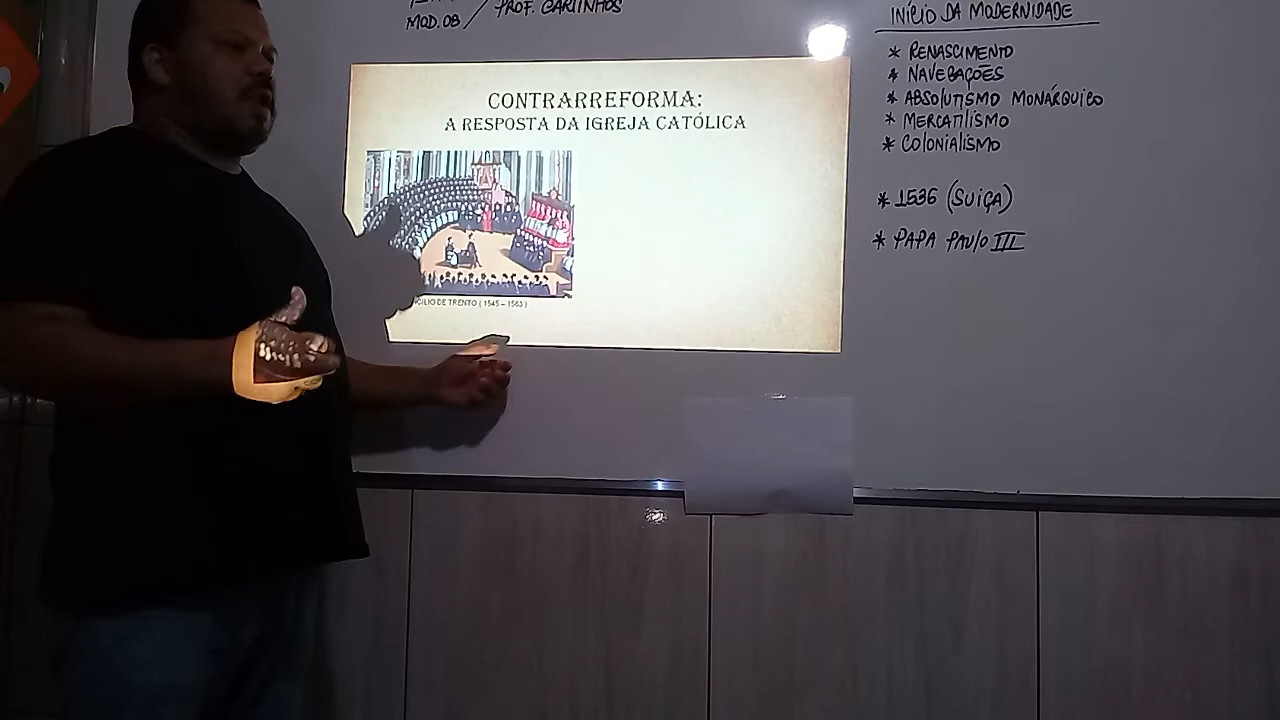 MOD.08 / PROF. CARLINHOS
CONTRARREFORMA:
A RESPOSTA DA IGREJA CATÓLICA
CILIO DE TRENTO ( 1545 – 1563 )
INÍCIO DA MODERNIDADE
* RENASCIMENTO
* NAVEGAÇÕES
* ABSOLUTISMO MONÁRQUICO
* MERCATILISMO
* COLONIALISMO
* 1536 (SUIÇA)
* PAPA PAULO III